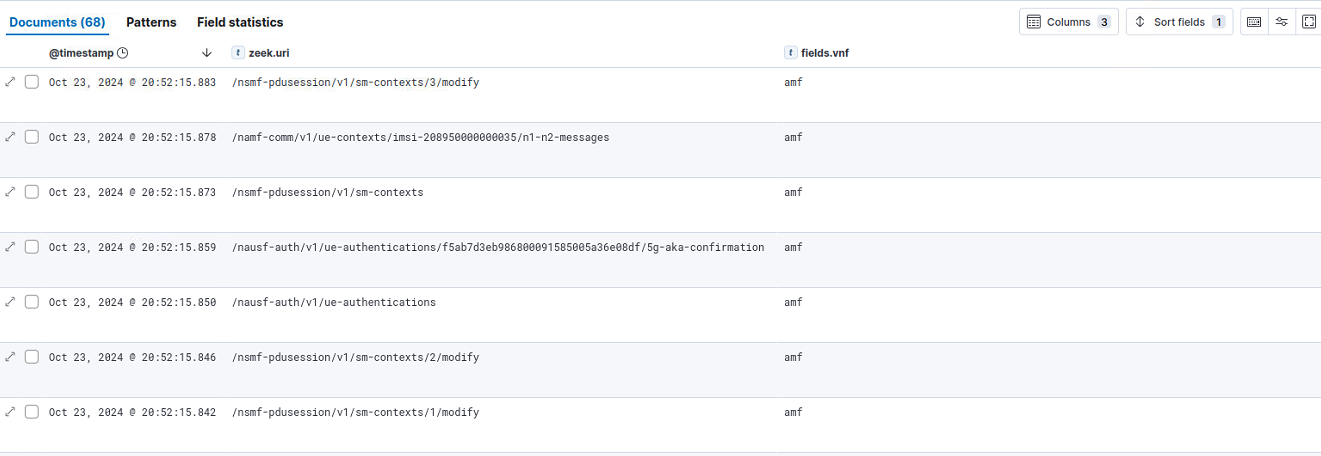 Documents (68) Patterns Field statistics Columns 3 Sort fields 1
@timestamp t zeek.uri t fields.vnf
Oct 23, 2024 @ 20:52:15.883 /nsmf-pdusession/v1/sm-contexts/3/modify amf
Oct 23, 2024 @ 20:52:15.878 /namf-comm/v1/ue-contexts/imsi-208950000000035/n1-n2-messages amf
Oct 23, 2024 @ 20:52:15.873 /nsmf-pdusession/v1/sm-contexts amf
Oct 23, 2024 @ 20:52:15.859 /nausf-auth/v1/ue-authentications/f5ab7d3eb986800091585005a36e08df/5g-aka-confirmation amf
Oct 23, 2024 @ 20:52:15.850 /nausf-auth/v1/ue-authentications amf
Oct 23, 2024 @ 20:52:15.846 /nsmf-pdusession/v1/sm-contexts/2/modify amf
Oct 23, 2024 @ 20:52:15.842 /nsmf-pdusession/v1/sm-contexts/1/modify amf